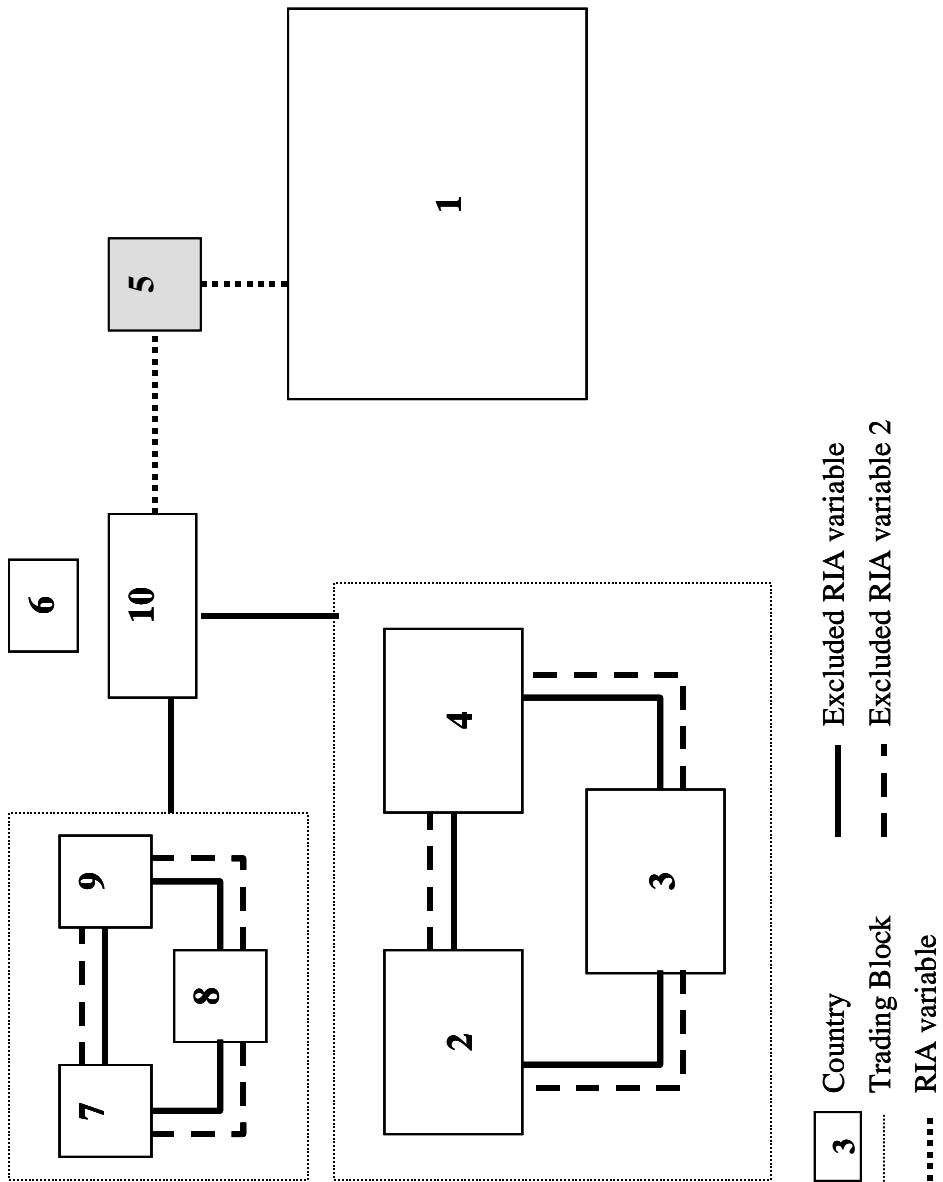 6
7
9
10
5
8
2
4
1
3
3 Country
Excluded RIA variable
Trading Block
Excluded RIA variable 2
RIA variable